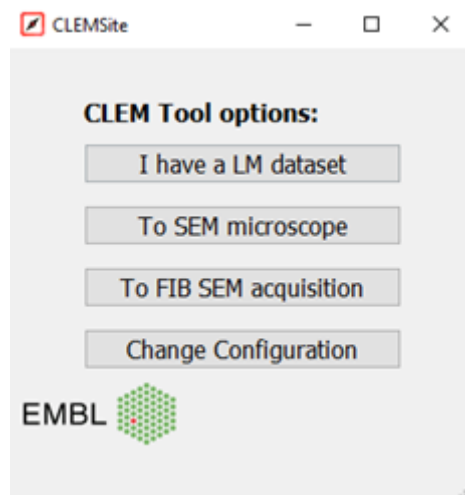 CLEMSite
CLEM Tool options:
I have a LM dataset
To SEM microscope
To FIB SEM acquisition
Change Configuration
EMBL